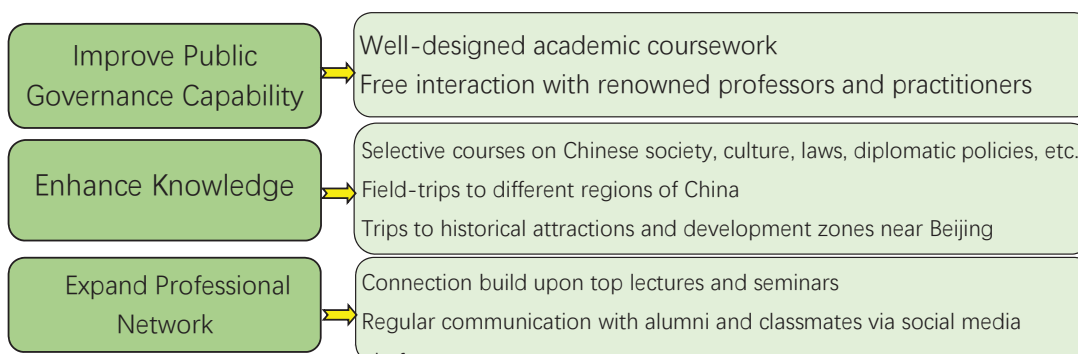 Improve Public
Governance Capability
Well-designed academic coursework
Free interaction with renowned professors and practitioners
Enhance Knowledge
Selective courses on Chinese society, culture, laws, diplomatic policies, etc.
Field-trips to different regions of China
Trips to historical attractions and development zones near Beijing
Expand Professional
Network
Connection build upon top lectures and seminars
Regular communication with alumni and classmates via social media